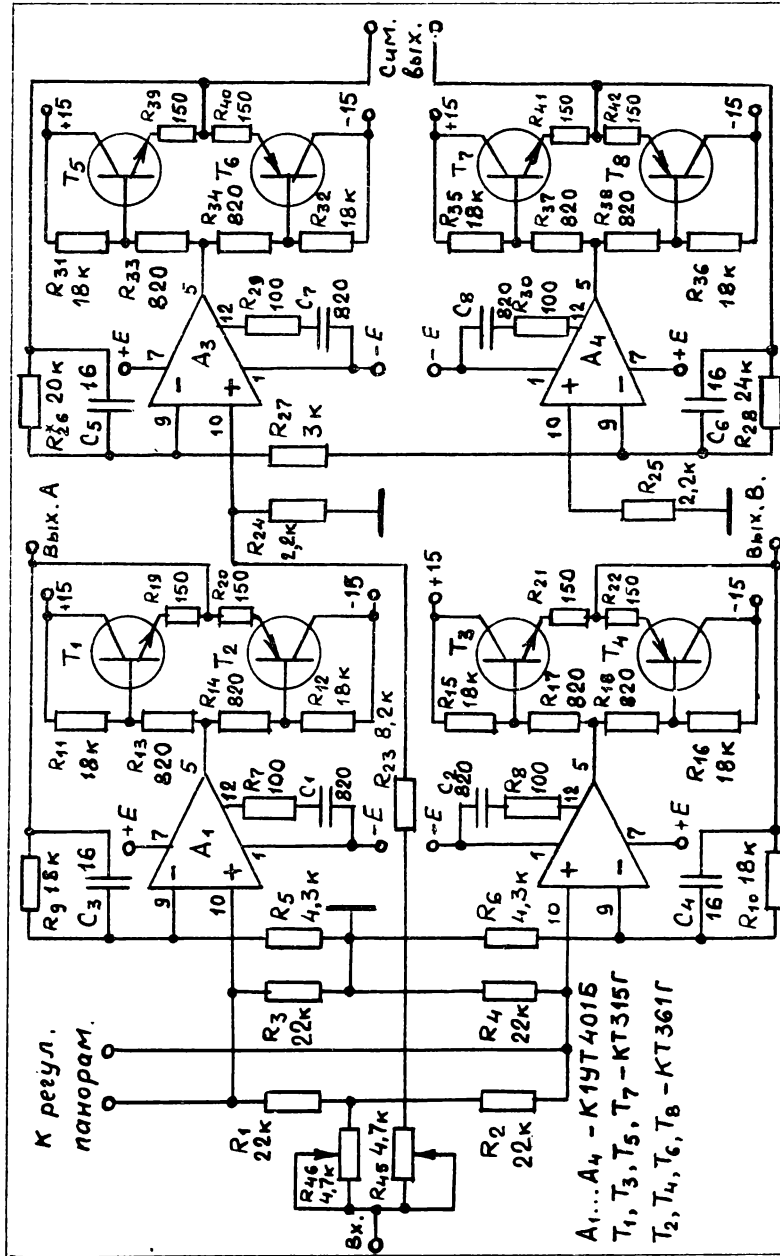 К регул.
панорам.
Вх.
R46
4,7к
R45 4,7к
R1
22к
R2
22к
R3
22к
R4
22к
R5
4,3к
R6
4,3к
R9 18к
C3
16
9
10
+E
7
A1
−
+
1
12
5
-E
R7
100
C1
820
R11
18к
R13
820
R14
820
R12
18к
T1
T2
+15
-15
R19
150
R20
150
Вых. А
R10 18к
C4
16
10
9
+
−
1
12
5
7
-E
+E
C2
820
R8
100
R15
18к
R17
820
R18
820
R16
18к
T3
T4
+15
-15
R21
150
R22
150
Вых. В.
R23 8,2к
R24
2,2к
R25
2,2к
R27
3к
R*26
20к
C5
16
9
10
+E
7
A3
−
+
1
12
5
-E
R29
100
C7
820
R31
18к
R33
820
R34
820
R32
18к
T5
T6
+15
-15
R39
150
R40
150
R28
24к
C6
16
10
9
+
−
A4
1
12
5
7
-E
+E
C8
820
R30
100
R35
18к
R37
820
R38
820
R36
18к
T7
T8
+15
-15
R41
150
R42
150
Сим.
вых.
A1...A4 - К1УТ401Б
T1, T3, T5, T7 - КТ315Г
T2, T4, T6, T8 - КТ361Г